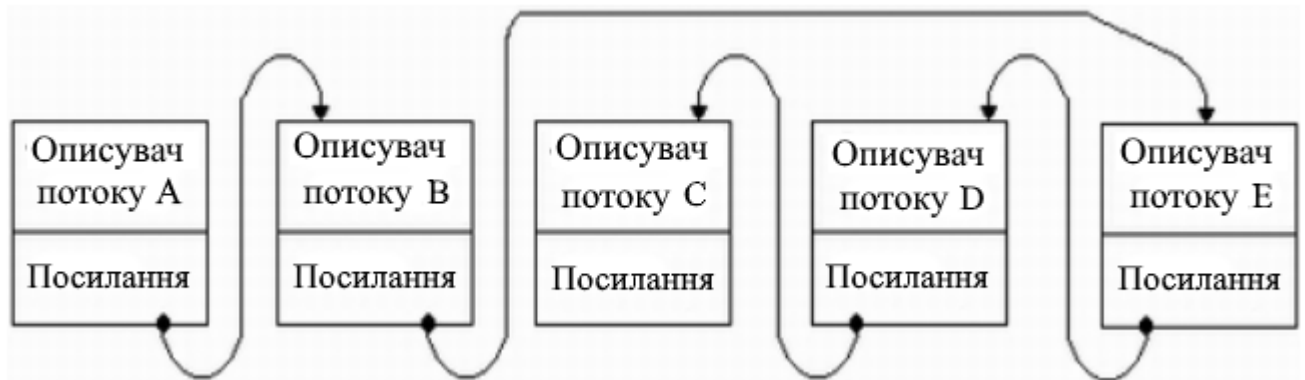 Описувач
потоку A
Посилання
Описувач
потоку B
Посилання
Описувач
потоку C
Посилання
Описувач
потоку D
Посилання
Описувач
потоку E
Посилання